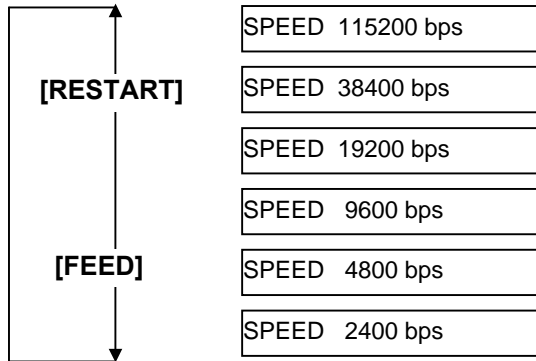 SPEED 115200 bps
[RESTART]
SPEED 38400 bps
SPEED 19200 bps
SPEED 9600 bps
[FEED]
SPEED 4800 bps
SPEED 2400 bps